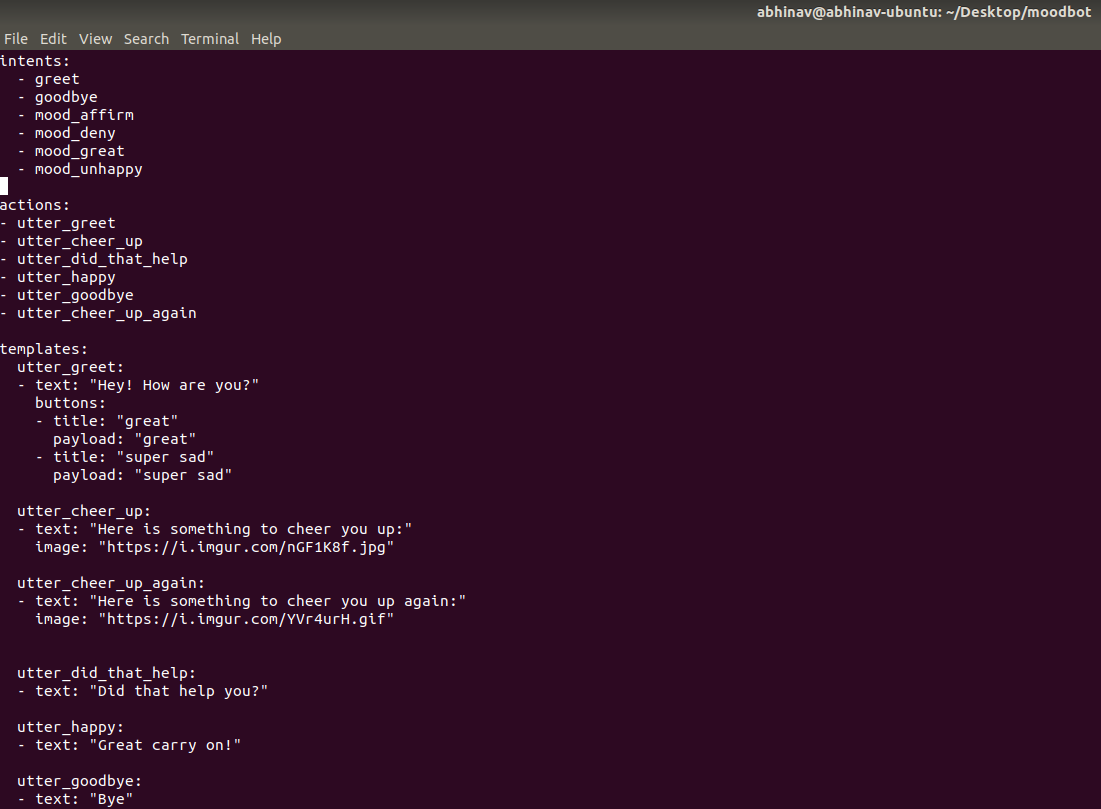 abhinav@abhinav-ubuntu: ~/Desktop/moodbot
File Edit View Search Terminal Help
intents:
  - greet
  - goodbye
  - mood_affirm
  - mood_deny
  - mood_great
  - mood_unhappy

actions:
- utter_greet
- utter_cheer_up
- utter_did_that_help
- utter_happy
- utter_goodbye
- utter_cheer_up_again

templates:
  utter_greet:
  - text: "Hey! How are you?"
    buttons:
    - title: "great"
      payload: "great"
    - title: "super sad"
      payload: "super sad"

  utter_cheer_up:
  - text: "Here is something to cheer you up:"
    image: "https://i.imgur.com/nGF1K8f.jpg"

  utter_cheer_up_again:
  - text: "Here is something to cheer you up again:"
    image: "https://i.imgur.com/YVr4urH.gif"


  utter_did_that_help:
  - text: "Did that help you?"

  utter_happy:
  - text: "Great carry on!"

  utter_goodbye:
  - text: "Bye"